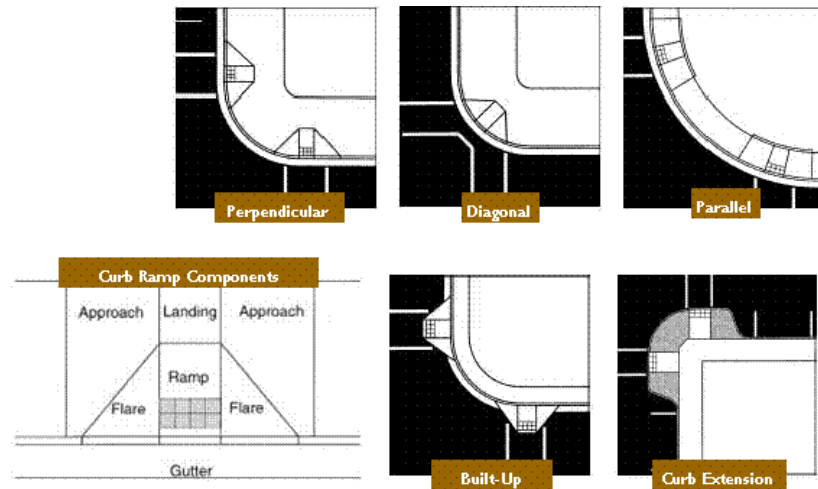 Perpendicular
Diagonal
Parallel
Curb Ramp Components
Approach Landing Approach
Ramp
Flare Flare
Gutter
Built-Up
Curb Extension